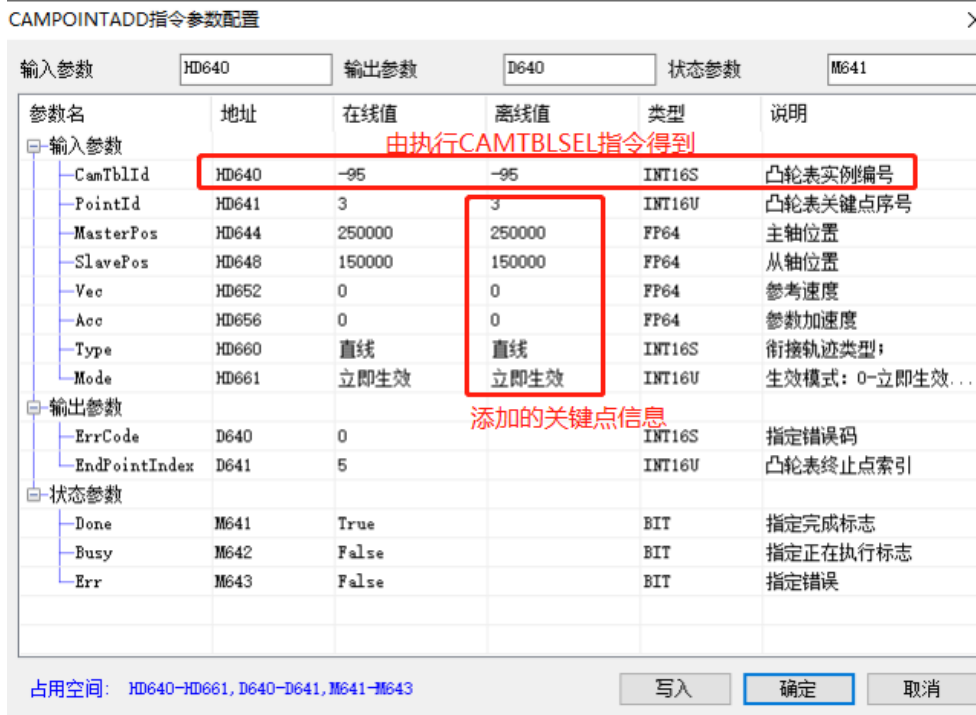 CAMPOINTADD指令参数配置
输入参数 HD640 输出参数 D640 状态参数 M641
参数名 地址 在线值 离线值 类型 说明
输入参数 由执行CAMTBLSEL指令得到
CamTblId HD640 -95 -95 INT16S 凸轮表实例编号
PointId HD641 3 3 INT16U 凸轮表关键点序号
MasterPos HD644 250000 250000 FP64 主轴位置
SlavePos HD648 150000 150000 FP64 从轴位置
Vec HD652 0 0 FP64 参考速度
Acc HD656 0 0 FP64 参数加速度
Type HD660 直线 直线 INT16S 衔接轨迹类型;
Mode HD661 立即生效 立即生效 INT16U 生效模式: 0-立即生效...
输出参数 添加的关键点信息
ErrCode D640 0 INT16S 指定错误码
EndPointIndex D641 5 INT16U 凸轮表终止点索引
状态参数
Done M641 True BIT 指定完成标志
Busy M642 False BIT 指定正在执行标志
Err M643 False BIT 指定错误
占用空间: HD640-HD661,D640-D641,M641-M643 写入 确定 取消